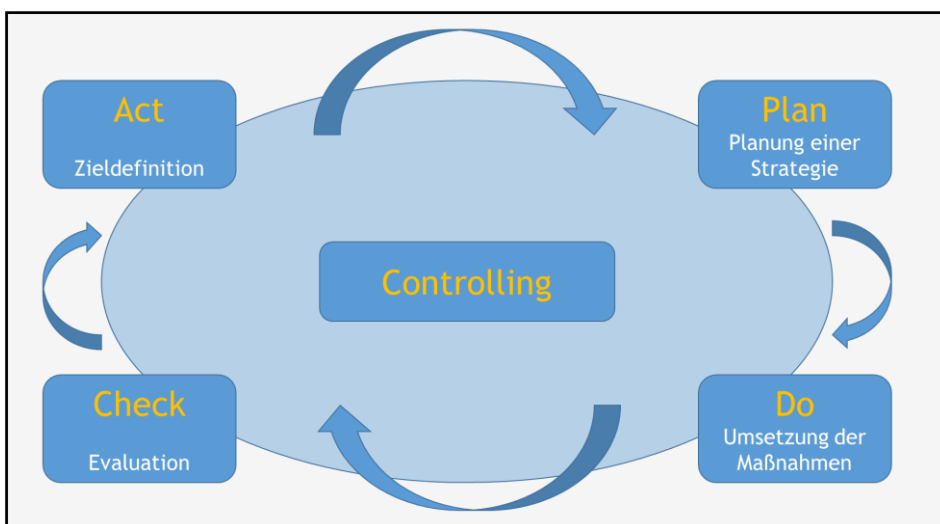 Act
Zieldefinition
Plan
Planung einer
Strategie
Controlling
Check
Evaluation
Do
Umsetzung der
Maßnahmen